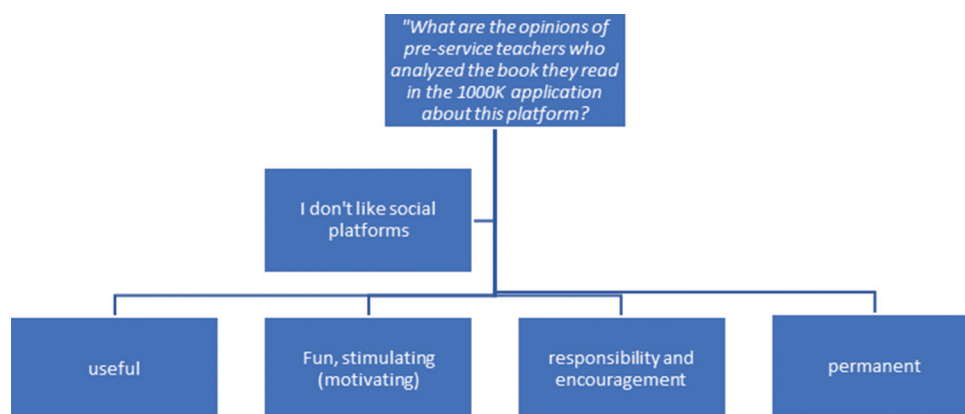 "What are the opinions of
pre-service teachers who
analyzed the book they read
in the 1000K application
about this platform?
I don't like social
platforms
useful
Fun, stimulating
(motivating)
responsibility and
encouragement
permanent